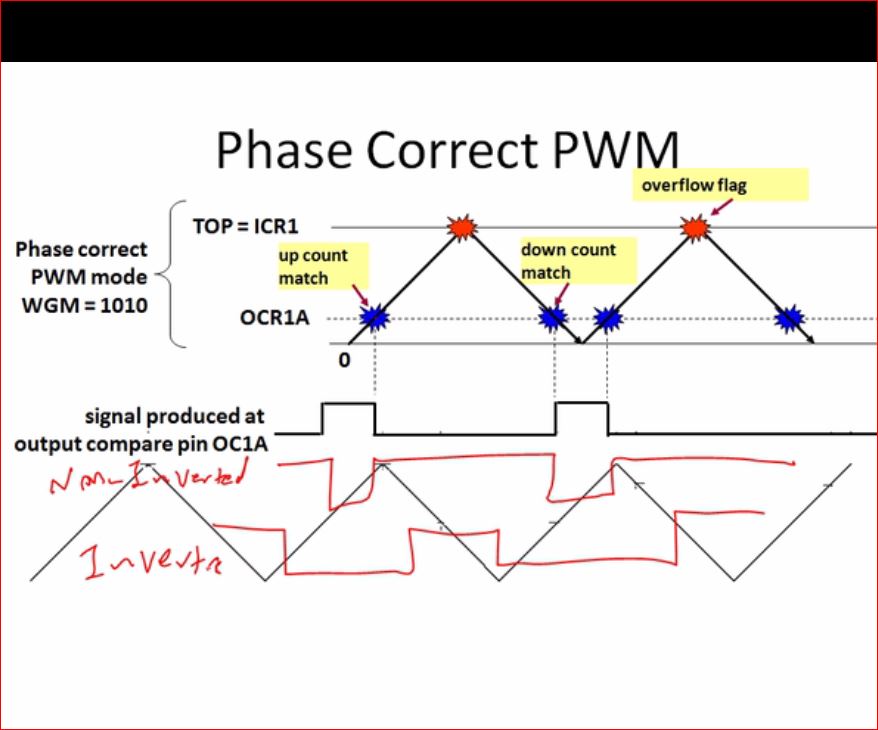 Phase Correct PWM
overflow flag
TOP = ICR1
Phase correct
PWM mode
WGM = 1010
up count
match
down count
match
OCR1A
0
signal produced at
output compare pin OC1A
Non-Inverted